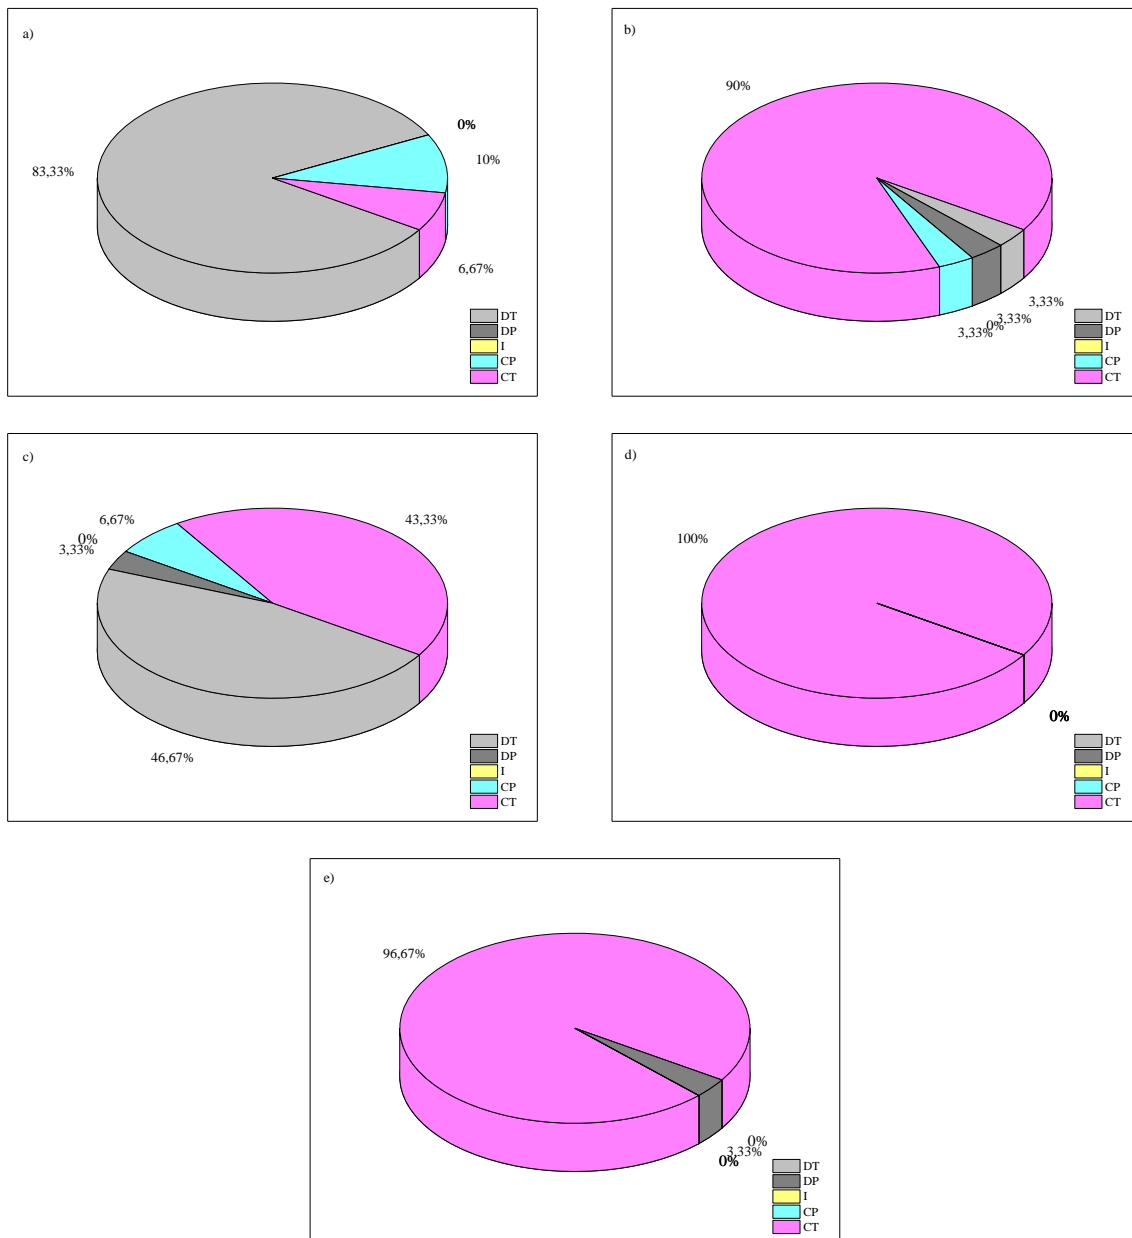 a)
0%
10%
83,33%
6,67%
DT
DP
I
CP
CT
b)
90%
3,33%
3,33%
0%
3,33%
DT
DP
I
CP
CT
c)
6,67%
43,33%
0%
3,33%
46,67%
DT
DP
I
CP
CT
d)
100%
0%
DT
DP
I
CP
CT
e)
96,67%
0%
3,33%
0%
DT
DP
I
CP
CT